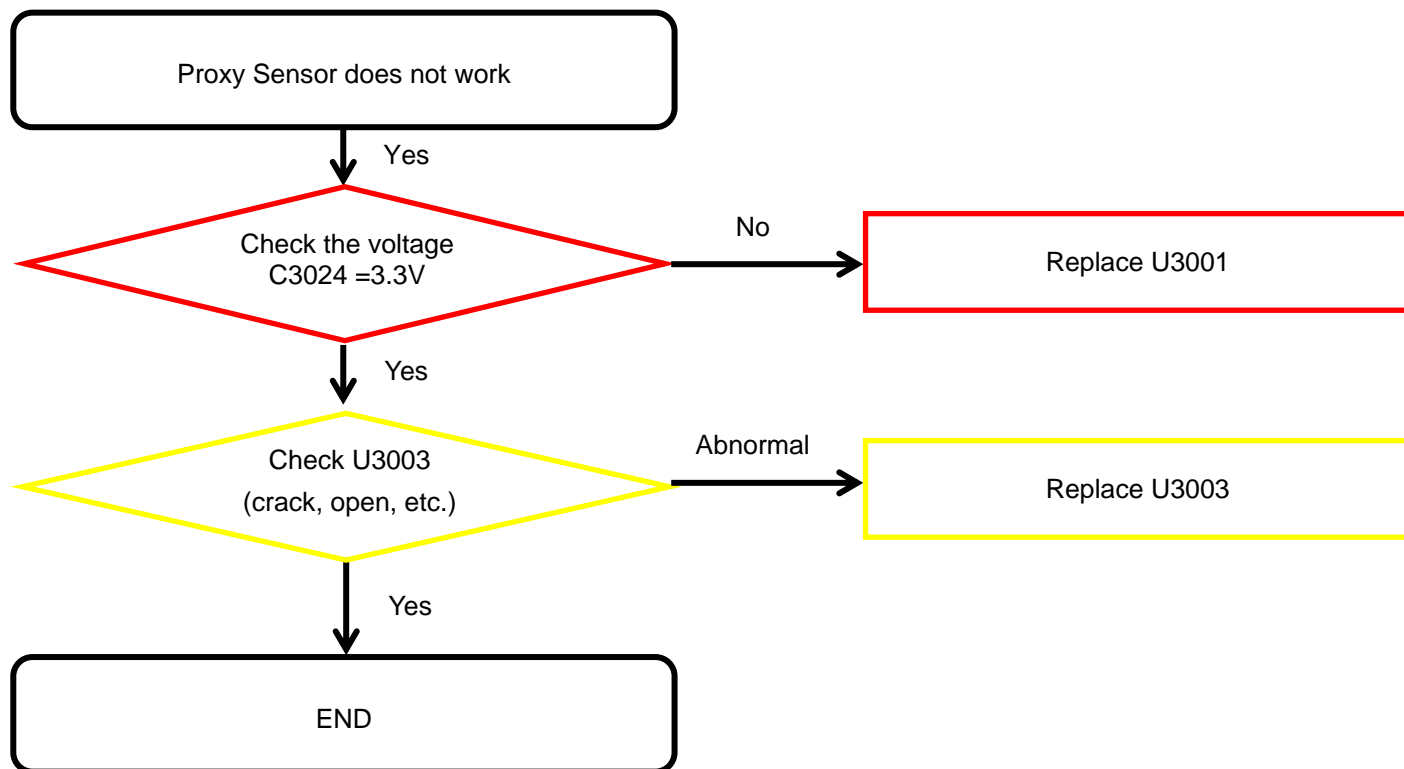 Proxy Sensor does not work
Yes
Check the voltage
C3024 =3.3V
No
Replace U3001
Yes
Check U3003
(crack, open, etc.)
Abnormal
Replace U3003
Yes
END